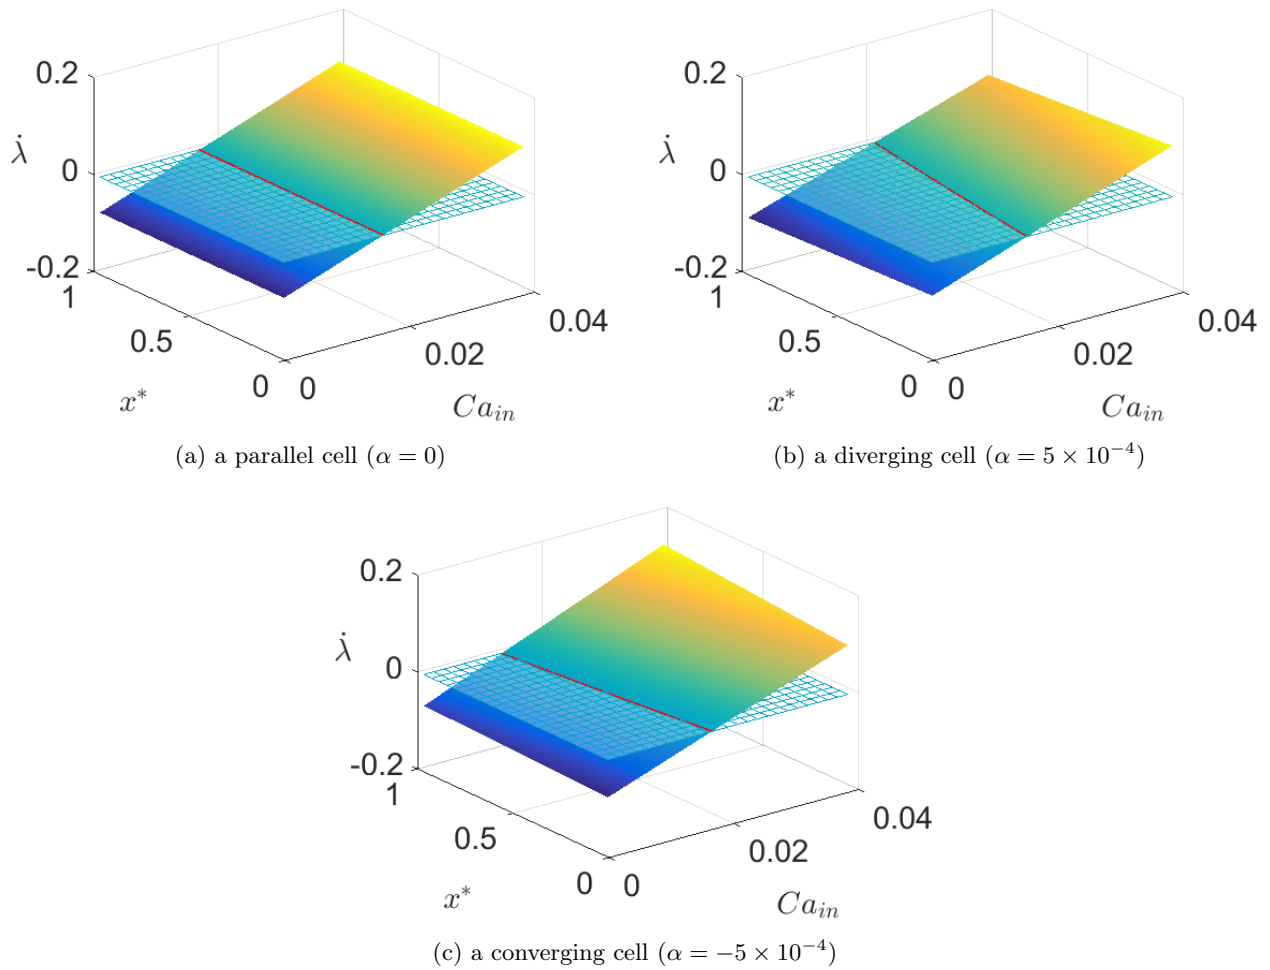 0.2
0
-0.2
λ̇
1
0.5
0
x*
0
0.02
0.04
Ca_in
(a) a parallel cell (α = 0)
0.2
0
-0.2
λ̇
1
0.5
0
x*
0
0.02
0.04
Ca_in
(b) a diverging cell (α = 5 × 10⁻⁴)
0.2
0
-0.2
λ̇
1
0.5
0
x*
0
0.02
0.04
Ca_in
(c) a converging cell (α = −5 × 10⁻⁴)